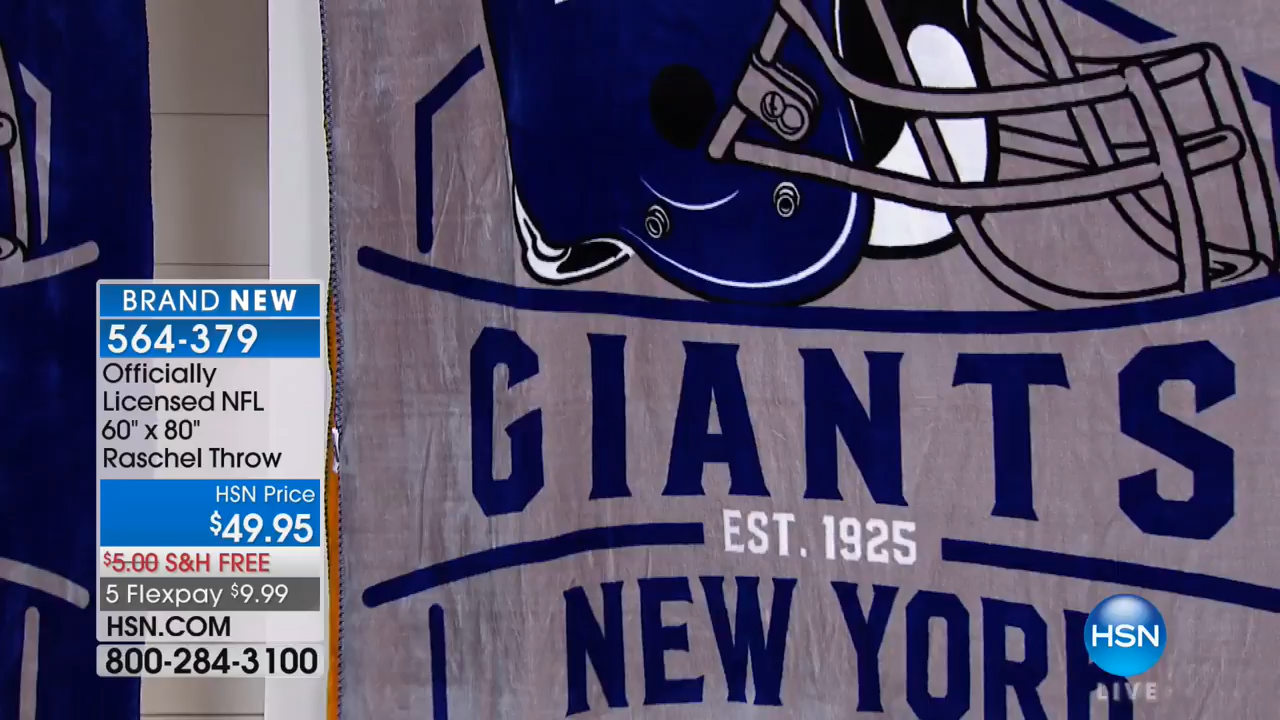 BRAND NEW
564-379
Officially
Licensed NFL
60" x 80"
Raschel Throw
HSN Price
$49.95
$5.00 S&H FREE
5 Flexpay $9.99
HSN.COM
800-284-3100
GIANTS
EST. 1925
NEW YORK
HSN
LIVE